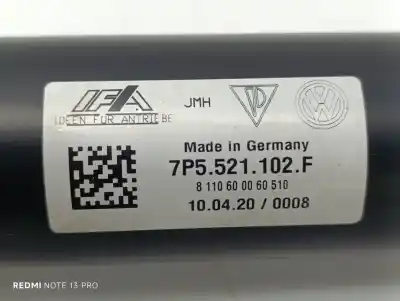 IFA
IDEEN FÜR ANTRIEBE
JMH
VW
Made in Germany
7P5.521.102.F
8 110 60 00 60 510
10.04.20 / 0008
REDMI NOTE 13 PRO